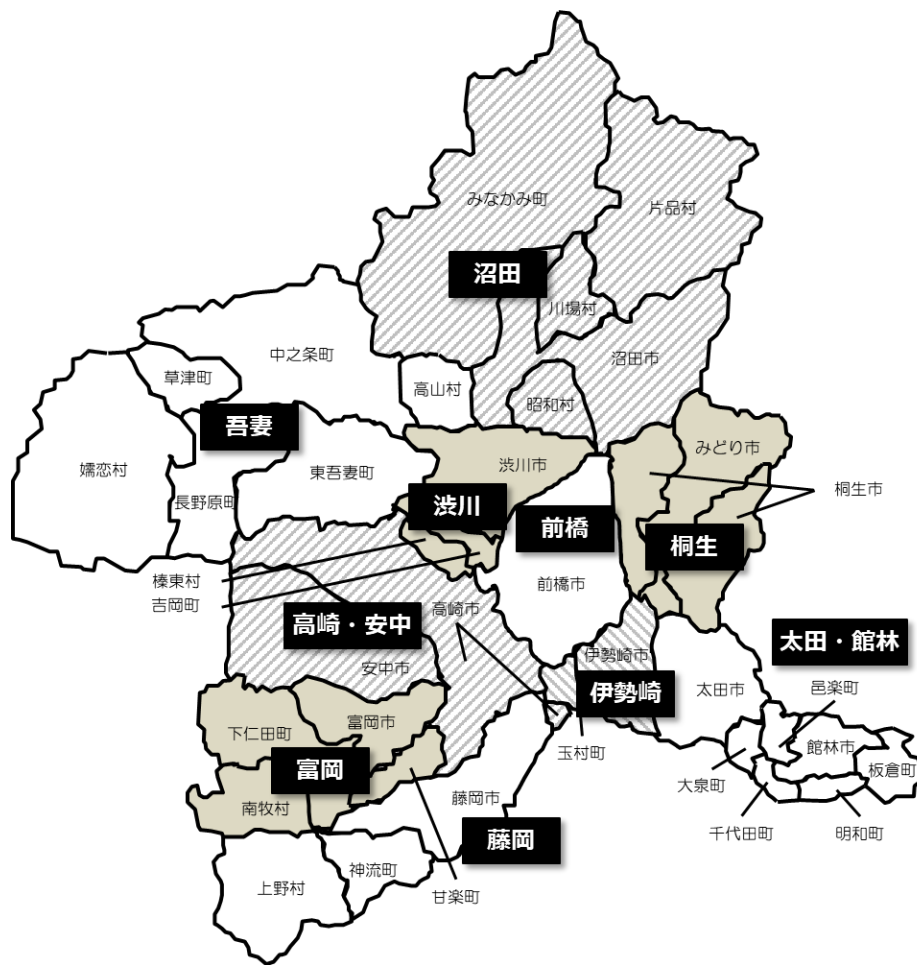 みなかみ町
片品村
沼田
川場村
中之条町
沼田市
草津町
高山村
昭和村
吾妻
みどり市
嬬恋村
東吾妻町
渋川市
桐生市
長野原町
渋川
前橋
桐生
榛東村
前橋市
吉岡町
高崎市
高崎・安中
太田・館林
伊勢崎市
安中市
伊勢崎
太田市
邑楽町
富岡市
下仁田町
館林市
玉村町
板倉町
富岡
大泉町
藤岡市
南牧村
千代田町
明和町
藤岡
神流町
上野村
甘楽町